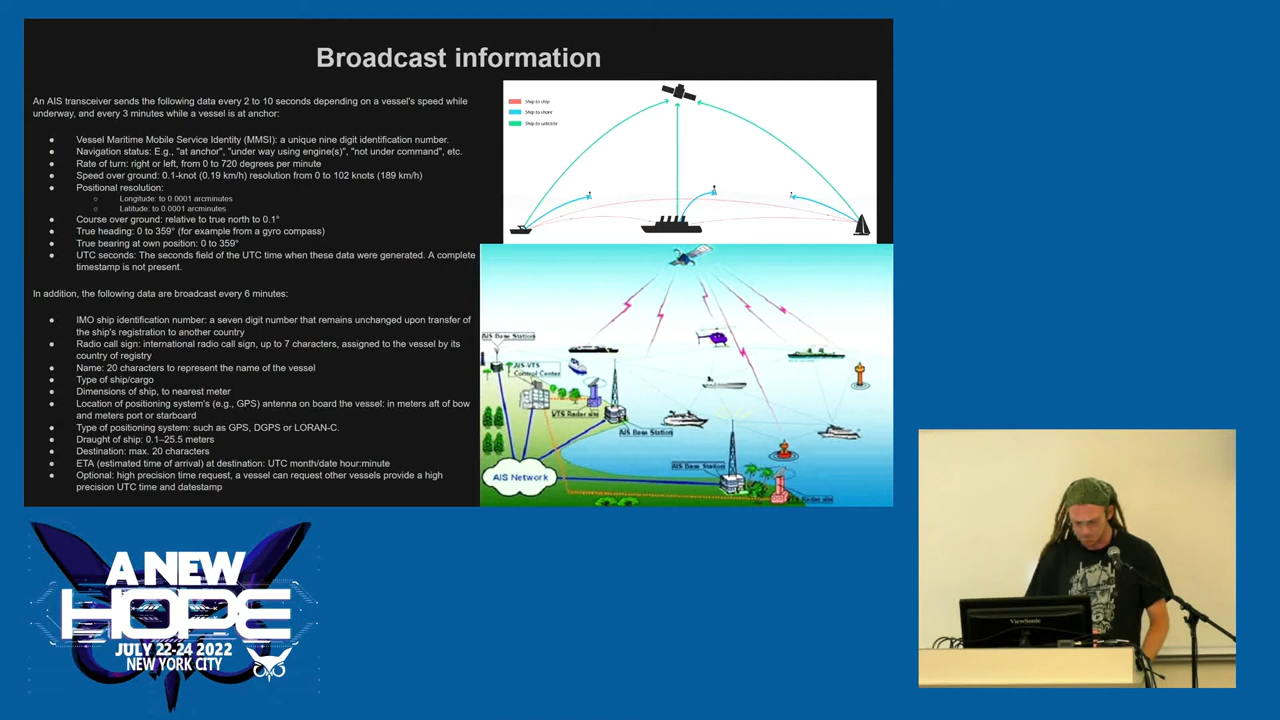 Broadcast information
An AIS transceiver sends the following data every 2 to 10 seconds depending on a vessel's speed while
underway, and every 3 minutes while a vessel is at anchor:
● Vessel Maritime Mobile Service Identity (MMSI): a unique nine digit identification number.
● Navigation status: E.g., "at anchor", "under way using engine(s)", "not under command", etc.
● Rate of turn: right or left, from 0 to 720 degrees per minute
● Speed over ground: 0.1-knot (0.19 km/h) resolution from 0 to 102 knots (189 km/h)
● Positional resolution:
○ Longitude: to 0.0001 arcminutes
○ Latitude: to 0.0001 arcminutes
● Course over ground: relative to true north to 0.1°
● True heading: 0 to 359° (for example from a gyro compass)
● True bearing at own position: 0 to 359°
● UTC seconds: The seconds field of the UTC time when these data were generated. A complete
timestamp is not present.
In addition, the following data are broadcast every 6 minutes:
● IMO ship identification number: a seven digit number that remains unchanged upon transfer of
the ship's registration to another country
● Radio call sign: international radio call sign, up to 7 characters, assigned to the vessel by its
country of registry
● Name: 20 characters to represent the name of the vessel
● Type of ship/cargo
● Dimensions of ship, to nearest meter
● Location of positioning system's (e.g., GPS) antenna on board the vessel: in meters aft of bow
and meters port or starboard
● Type of positioning system: such as GPS, DGPS or LORAN-C.
● Draught of ship: 0.1–25.5 meters
● Destination: max. 20 characters
● ETA (estimated time of arrival) at destination: UTC month/date hour:minute
● Optional: high precision time request, a vessel can request other vessels provide a high
precision UTC time and datestamp
Ship to ship
Ship to shore
Ship to satellite
AIS Base Station
AIS-VTS
Control Center
VTS Radar site
AIS Base Station
AIS Base Station
AIS Network
Radar site
A NEW
HOPE
JULY 22-24 2022
NEW YORK CITY
ViewSonic